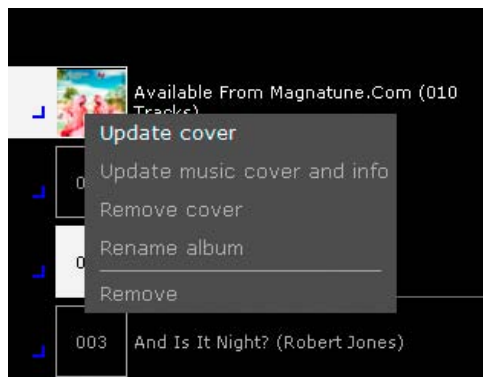 Available From Magnatune.Com (010
Tracks)
Update cover
Update music cover and info
Remove cover
Rename album
Remove
003
And Is It Night? (Robert Jones)